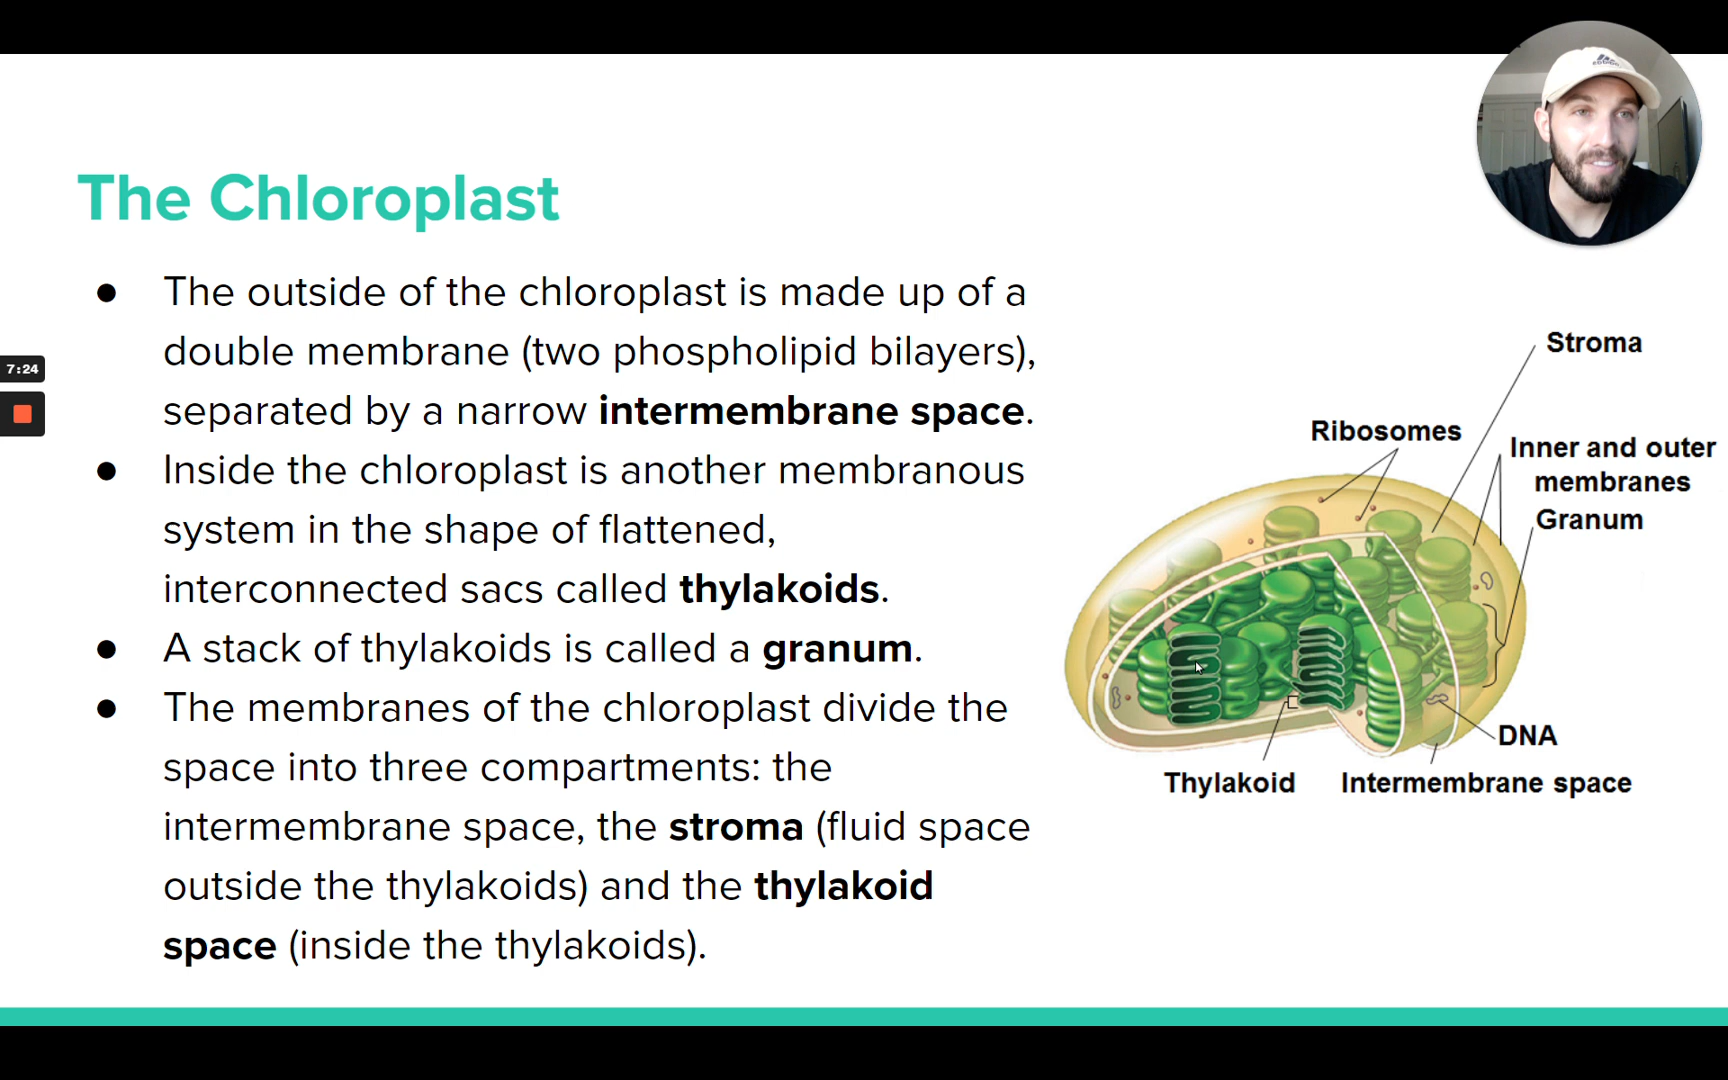 The Chloroplast
● The outside of the chloroplast is made up of a
double membrane (two phospholipid bilayers),
separated by a narrow intermembrane space.
● Inside the chloroplast is another membranous
system in the shape of flattened,
interconnected sacs called thylakoids.
● A stack of thylakoids is called a granum.
● The membranes of the chloroplast divide the
space into three compartments: the
intermembrane space, the stroma (fluid space
outside the thylakoids) and the thylakoid
space (inside the thylakoids).
7:24
Stroma
Ribosomes
Inner and outer
membranes
Granum
DNA
Thylakoid
Intermembrane space